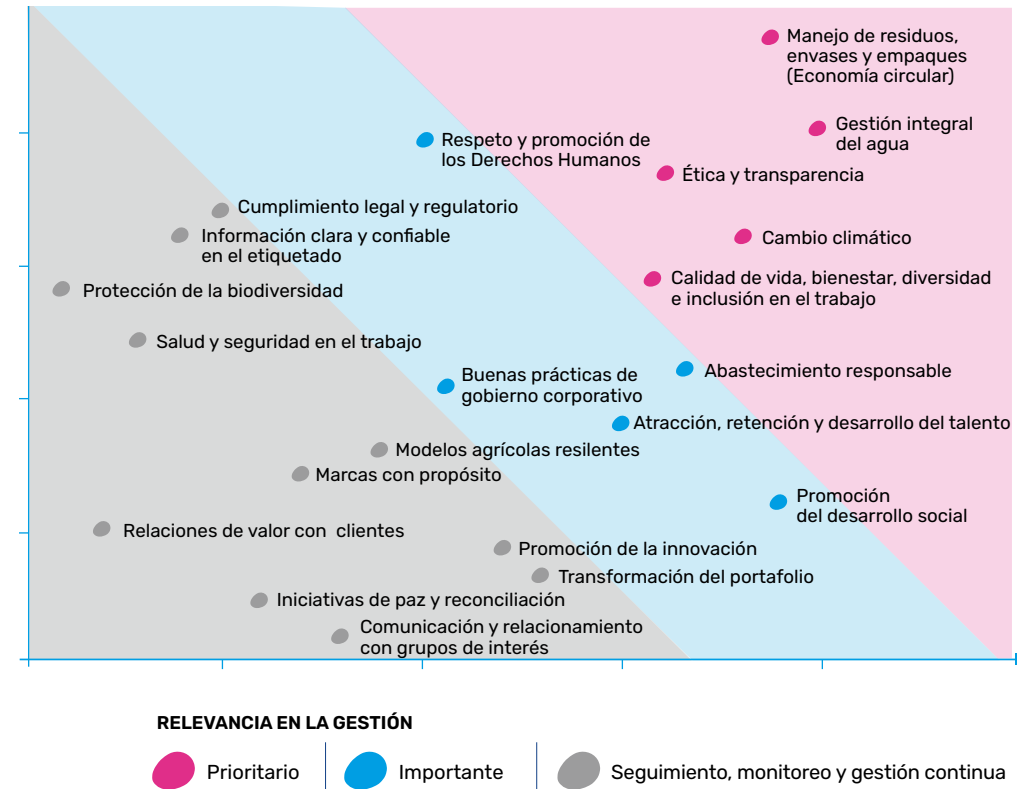 Manejo de residuos,
envases y empaques
(Economía circular)
Gestión integral
del agua
Respeto y promoción de
los Derechos Humanos
Ética y transparencia
Cumplimiento legal y regulatorio
Información clara y confiable
en el etiquetado
Cambio climático
Calidad de vida, bienestar, diversidad
e inclusión en el trabajo
Protección de la biodiversidad
Salud y seguridad en el trabajo
Buenas prácticas de
gobierno corporativo
Abastecimiento responsable
Atracción, retención y desarrollo del talento
Modelos agrícolas resilentes
Marcas con propósito
Promoción
del desarrollo social
Relaciones de valor con clientes
Promoción de la innovación
Transformación del portafolio
Iniciativas de paz y reconciliación
Comunicación y relacionamiento
con grupos de interés
RELEVANCIA EN LA GESTIÓN
Prioritario
Importante
Seguimiento, monitoreo y gestión continua